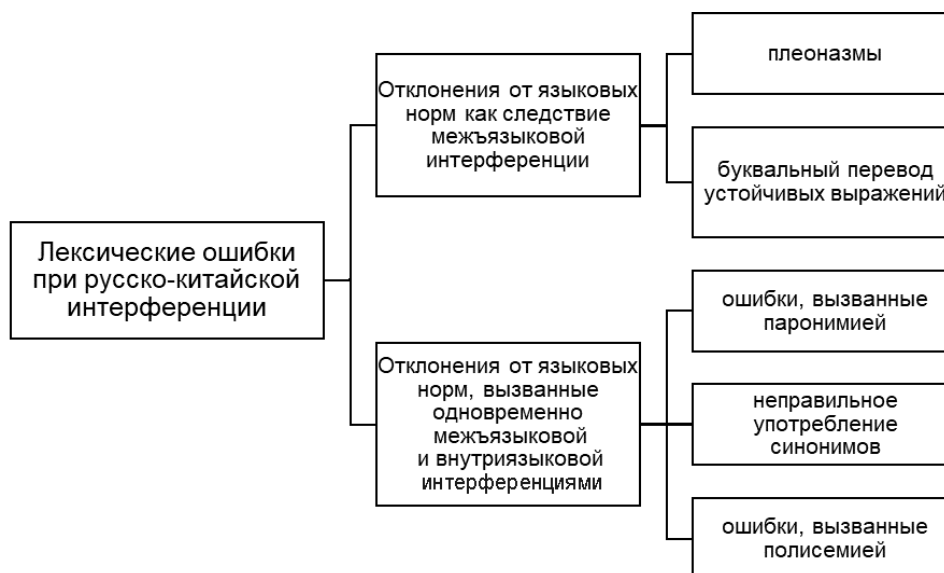 Лексические ошибки
при русско-китайской
интерференции
Отклонения от языковых
норм как следствие
межъязыковой
интерференции
плеоназмы
буквальный перевод
устойчивых выражений
Отклонения от языковых
норм, вызванные
одновременно
межъязыковой
и внутриязыковой
интерференциями
ошибки, вызванные
паронимией
неправильное
употребление
синонимов
ошибки, вызванные
полисемией